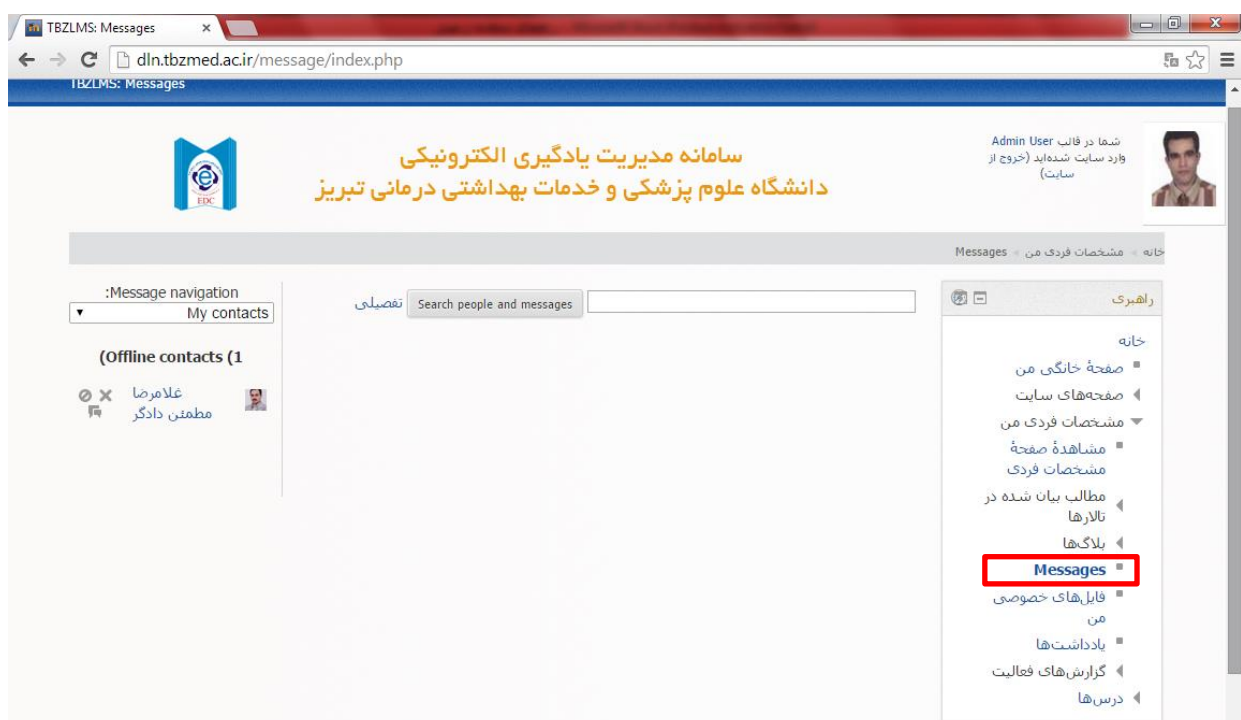 TBZLMS: Messages
dln.tbzmed.ac.ir/message/index.php
TBZLMS: Messages
شما در قالب Admin User
وارد سایت شده‌اید (خروج از
سایت)
سامانه مدیریت یادگیری الکترونیکی
دانشگاه علوم پزشکی و خدمات بهداشتی درمانی تبریز
e
EDC
خانه » مشخصات فردی من » Messages
راهبری
خانه
صفحهٔ خانگی من
صفحه‌های سایت
مشخصات فردی من
مشاهدهٔ صفحهٔ
مشخصات فردی
مطالب بیان شده در
تالارها
بلاگ‌ها
Messages
فایل‌های خصوصی
من
یادداشت‌ها
گزارش‌های فعالیت
درس‌ها
Search people and messages
تفصیلی
:Message navigation
My contacts
(Offline contacts (1
غلامرضا
مطمئن دادگر